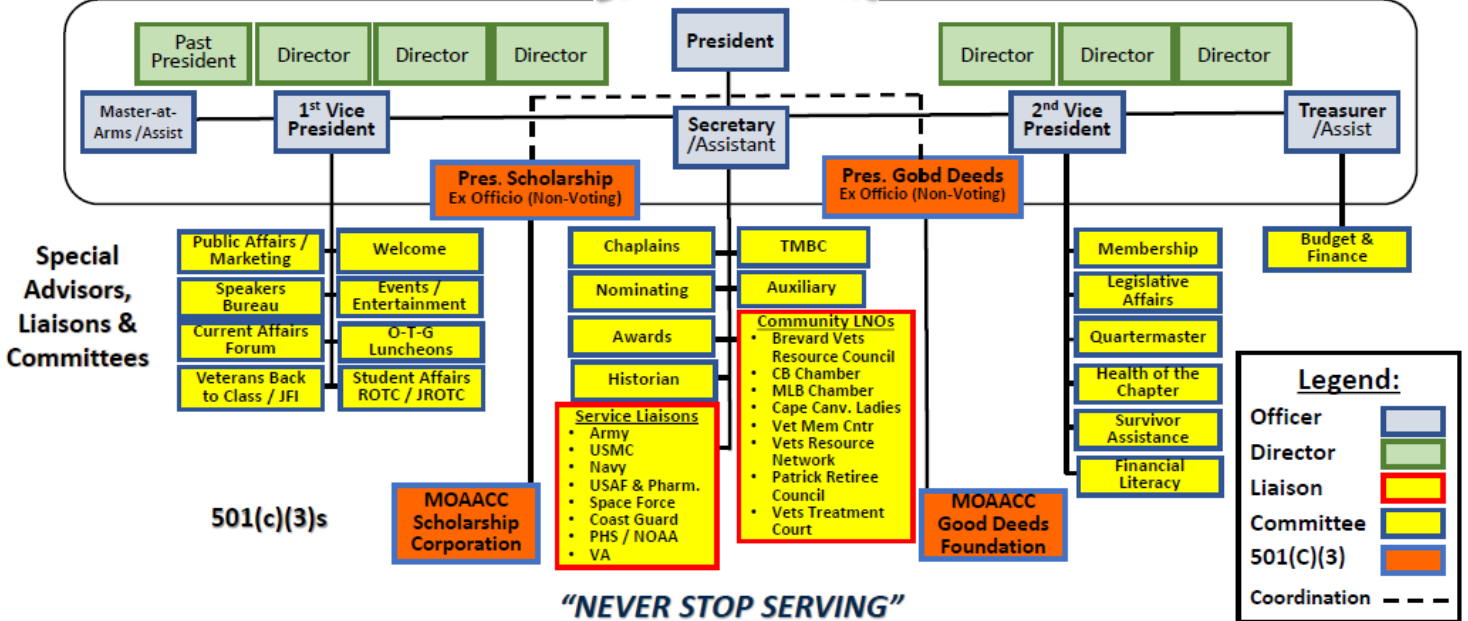 Past
President
Director
Director
Director
President
Director
Director
Director
Master-at-
Arms /Assist
1st Vice
President
Secretary
/Assistant
2nd Vice
President
Treasurer
/Assist
Pres. Scholarship
Ex Officio (Non-Voting)
Pres. Good Deeds
Ex Officio (Non-Voting)
Special
Advisors,
Liaisons &
Committees
Public Affairs /
Marketing
Welcome
Speakers
Bureau
Events /
Entertainment
Current Affairs
Forum
O-T-G
Luncheons
Veterans Back
to Class / JFI
Student Affairs
ROTC / JROTC
Chaplains
TMBC
Nominating
Auxiliary
Awards
Historian
Service Liaisons
• Army
• USMC
• Navy
• USAF & Pharm.
• Space Force
• Coast Guard
• PHS / NOAA
• VA
Community LNOs
• Brevard Vets
Resource Council
• CB Chamber
• MLB Chamber
• Cape Canv. Ladies
• Vet Mem Cntr
• Vets Resource
Network
• Patrick Retiree
Council
• Vets Treatment
Court
Membership
Legislative
Affairs
Quartermaster
Health of the
Chapter
Survivor
Assistance
Financial
Literacy
Budget &
Finance
501(c)(3)s
MOAACC
Scholarship
Corporation
MOAACC
Good Deeds
Foundation
Legend:
Officer
Director
Liaison
Committee
501(C)(3)
Coordination
“NEVER STOP SERVING”